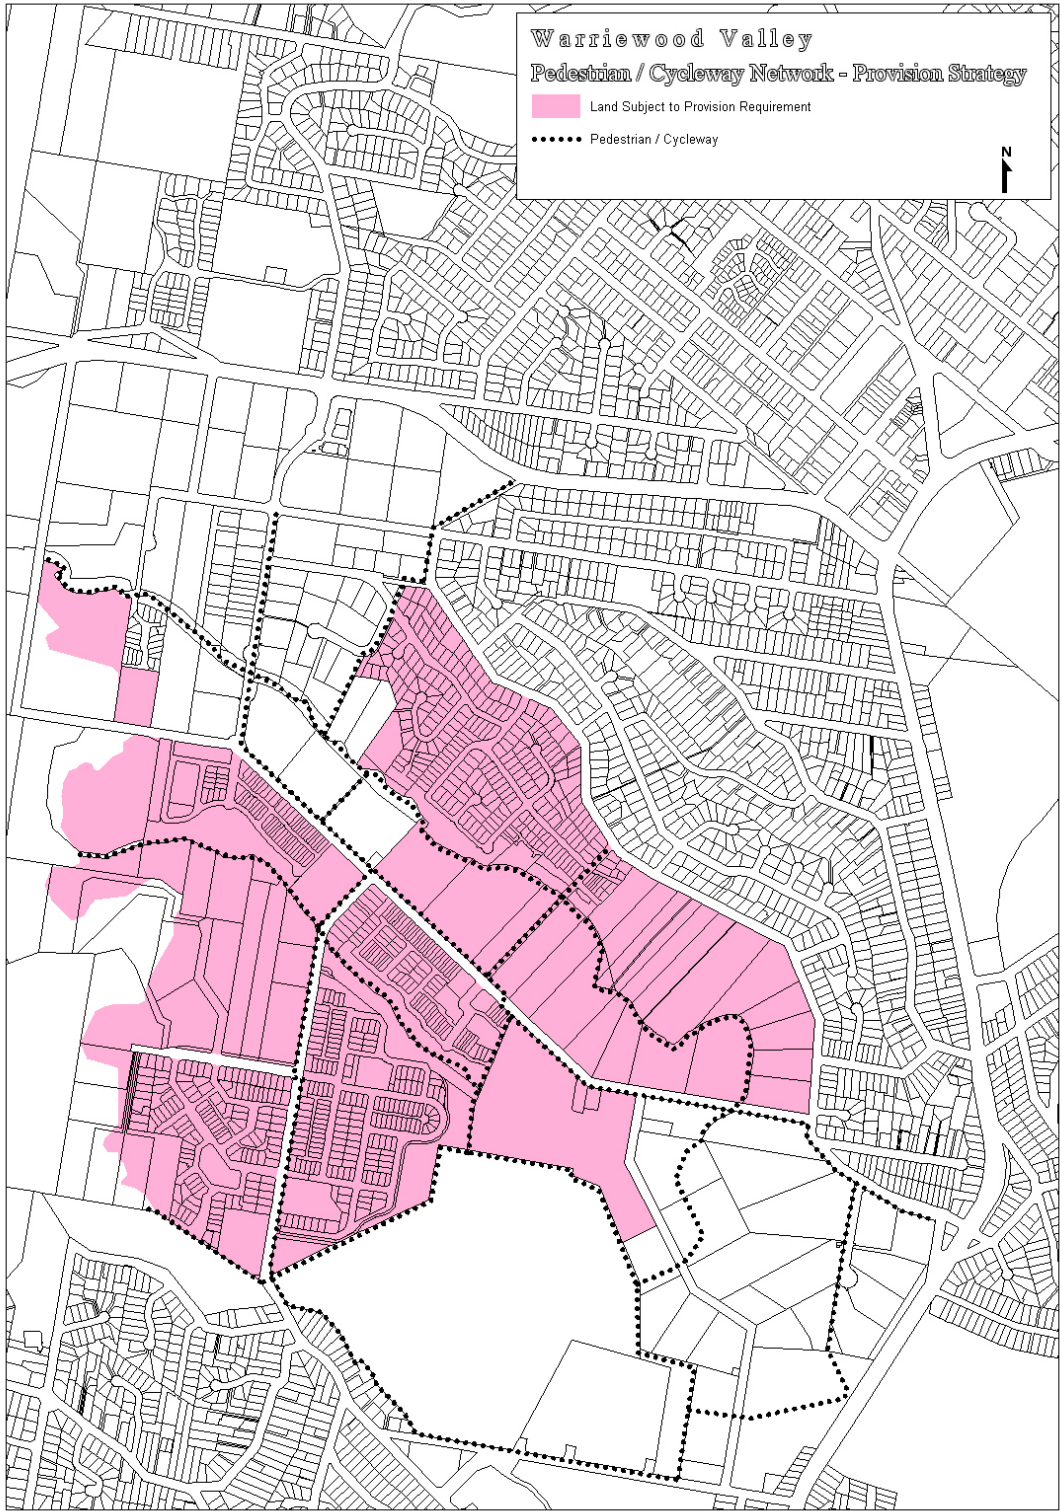 Warriewood Valley
Pedestrian / Cycleway Network - Provision Strategy
Land Subject to Provision Requirement
Pedestrian / Cycleway
N